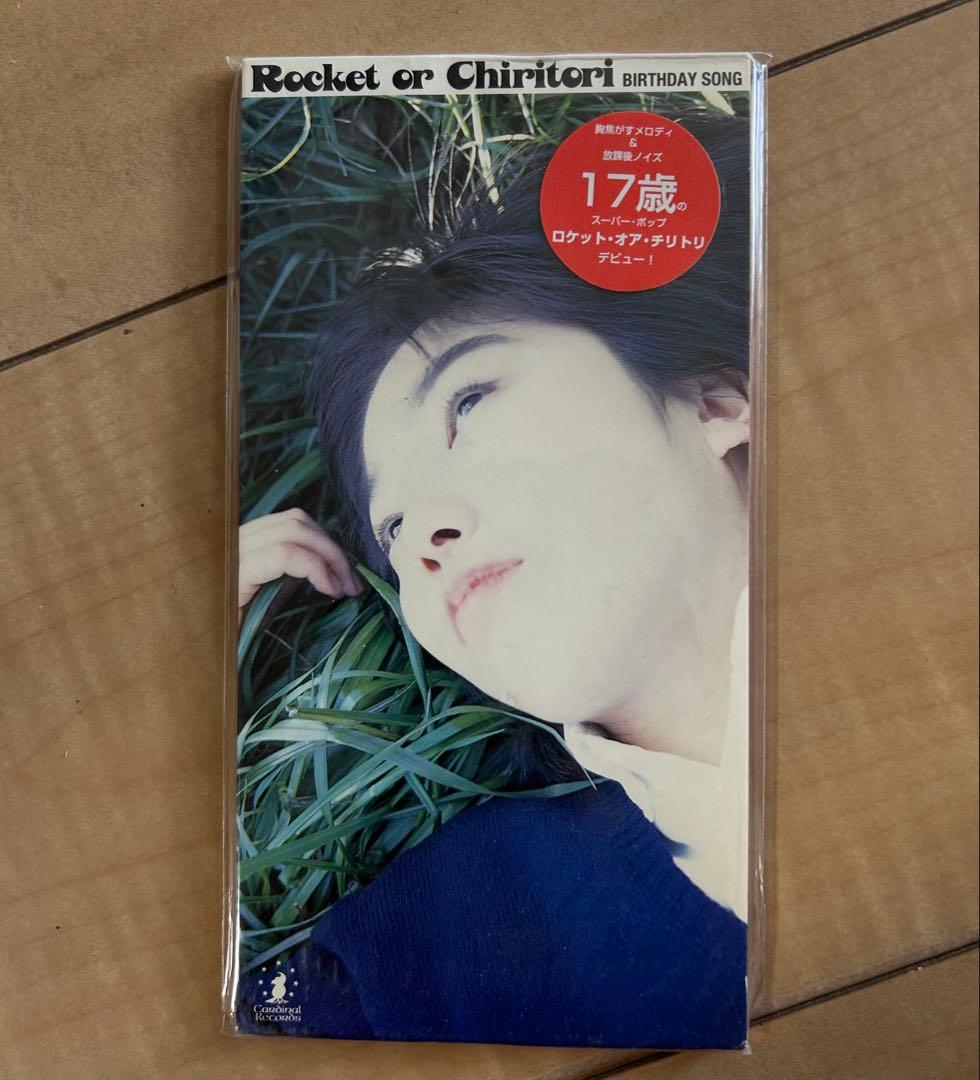 Rocket or Chiritori BIRTHDAY SONG
胸焦がすメロディ
&
放課後ノイズ
17歳の
スーパー・ポップ
ロケット・オア・チリトリ
デビュー！
Cardinal
Records